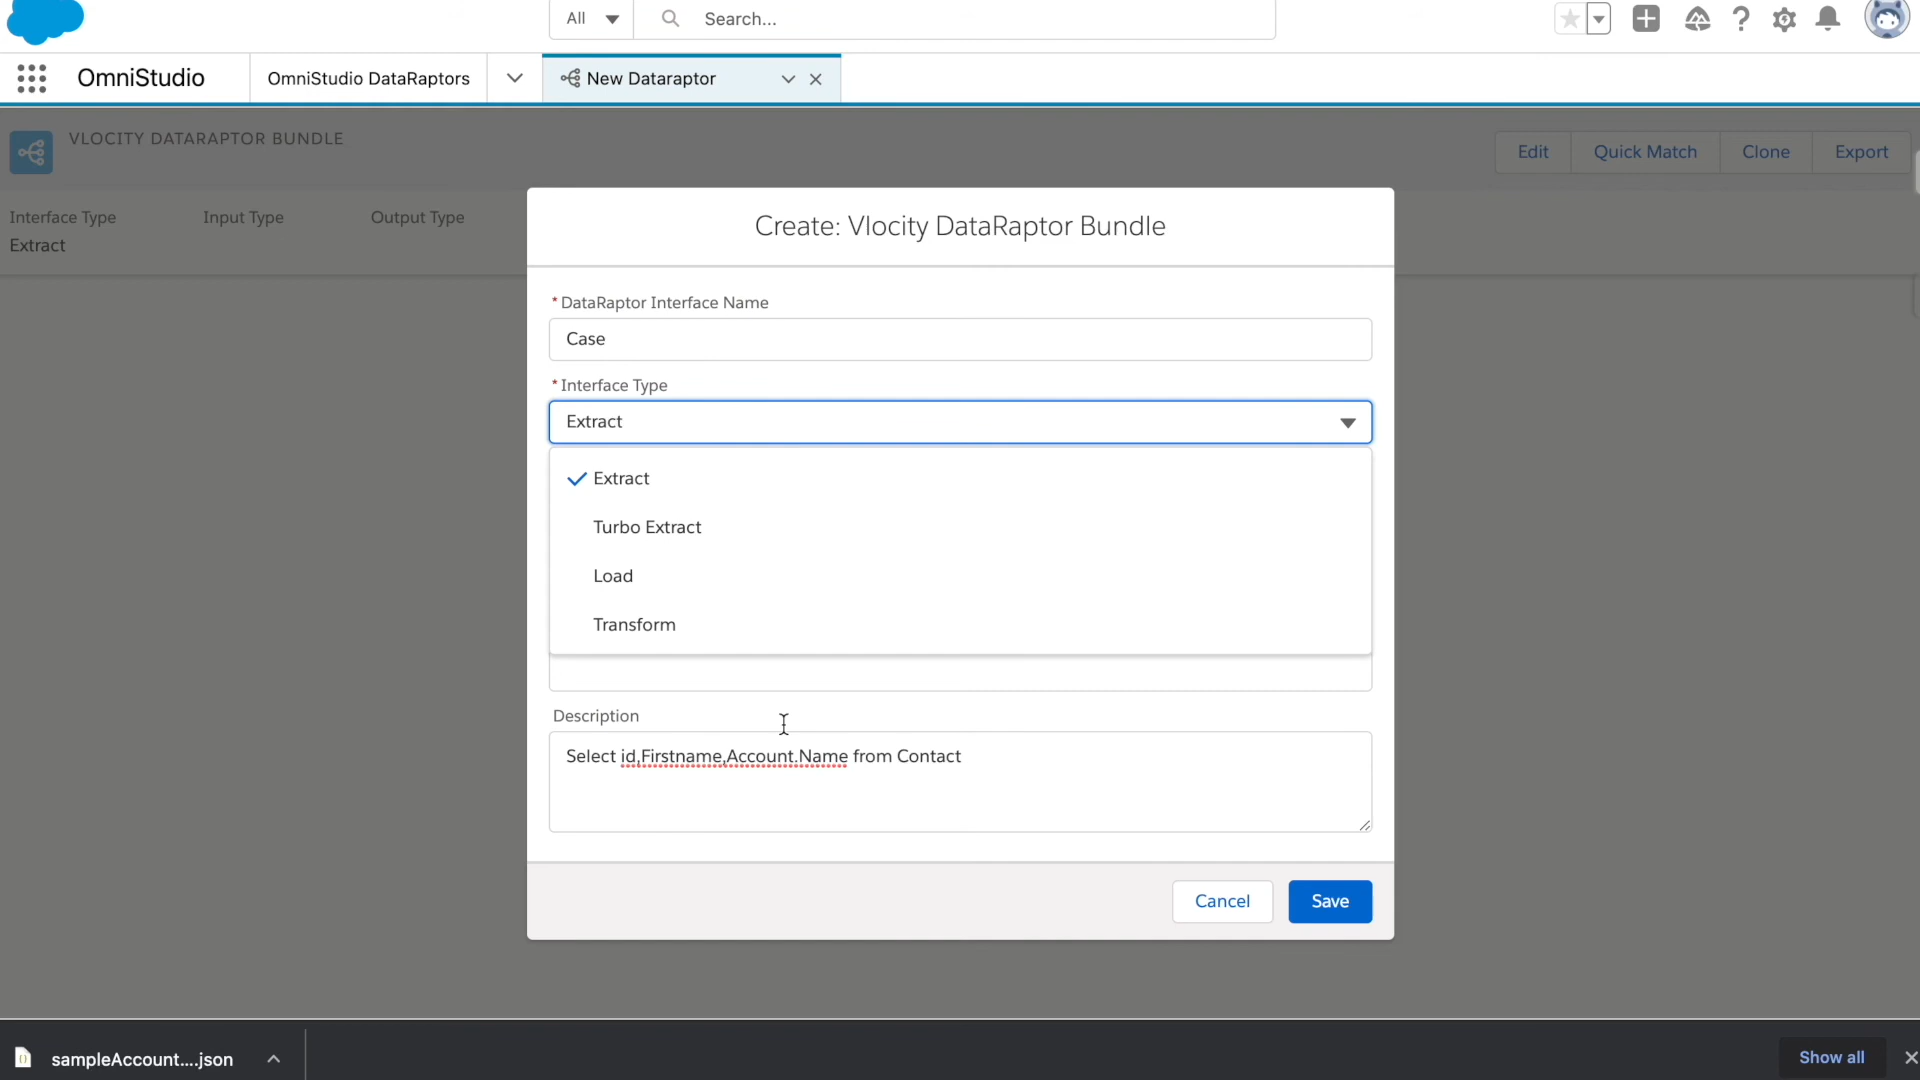 All
Search...
OmniStudio
OmniStudio DataRaptors
New Dataraptor
VLOCITY DATARAPTOR BUNDLE
Edit
Quick Match
Clone
Export
Interface Type
Input Type
Output Type
Extract
Create: Vlocity DataRaptor Bundle
* DataRaptor Interface Name
Case
* Interface Type
Extract
Extract
Turbo Extract
Load
Transform
Description
Select id,Firstname,Account.Name from Contact
Cancel
Save
sampleAccount....json
Show all